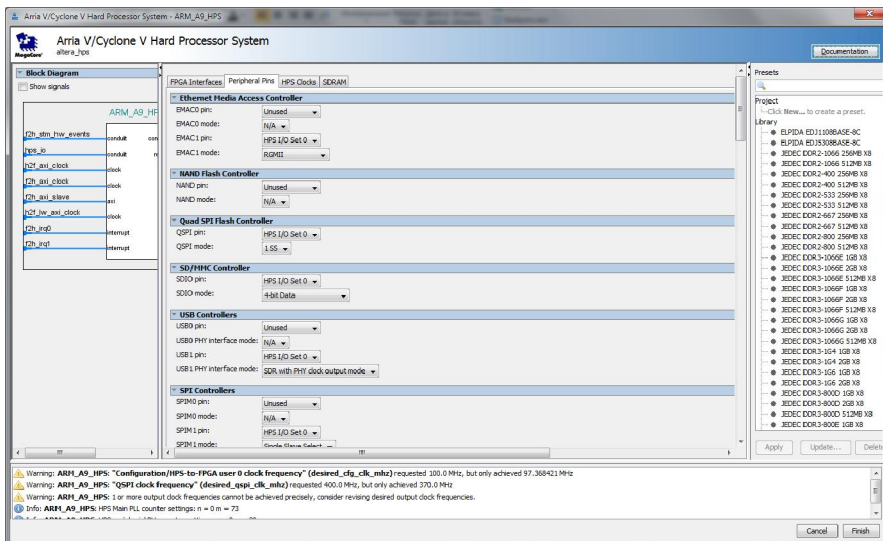 Arria V/Cyclone V Hard Processor System - ARM_A9_HPS
MegaCore
Arria V/Cyclone V Hard Processor System
altera_hps
Documentation
Block Diagram
Show signals
ARM_A9_HP
f2h_stm_hw_events
conduit
con
hps_io
conduit
h2f_axi_clock
clock
f2h_axi_clock
clock
f2h_axi_slave
axi
h2f_lw_axi_clock
clock
f2h_irq0
interrupt
f2h_irq1
interrupt
FPGA Interfaces Peripheral Pins HPS Clocks SDRAM
Ethernet Media Access Controller
EMAC0 pin: Unused
EMAC0 mode: N/A
EMAC1 pin: HPS I/O Set 0
EMAC1 mode: RGMII
NAND Flash Controller
NAND pin: Unused
NAND mode: N/A
Quad SPI Flash Controller
QSPI pin: HPS I/O Set 0
QSPI mode: 1 SS
SD/MMC Controller
SDIO pin: HPS I/O Set 0
SDIO mode: 4-bit Data
USB Controllers
USB0 pin: Unused
USB0 PHY interface mode: N/A
USB1 pin: HPS I/O Set 0
USB1 PHY interface mode: SDR with PHY clock output mode
SPI Controllers
SPIM0 pin: Unused
SPIM0 mode: N/A
SPIM1 pin: HPS I/O Set 0
SPIM1 mode: Single Slave Select
Presets
Project
Click New... to create a preset.
Library
ELPIDA EDJ1108BASE-8C
ELPIDA EDJ5308BASE-8C
JEDEC DDR2-1066 256MB X8
JEDEC DDR2-1066 512MB X8
JEDEC DDR2-400 256MB X8
JEDEC DDR2-400 512MB X8
JEDEC DDR2-533 256MB X8
JEDEC DDR2-533 512MB X8
JEDEC DDR2-667 256MB X8
JEDEC DDR2-667 512MB X8
JEDEC DDR2-800 256MB X8
JEDEC DDR2-800 512MB X8
JEDEC DDR3-1066E 1GB X8
JEDEC DDR3-1066E 2GB X8
JEDEC DDR3-1066E 512MB X8
JEDEC DDR3-1066F 1GB X8
JEDEC DDR3-1066F 2GB X8
JEDEC DDR3-1066F 512MB X8
JEDEC DDR3-1066G 1GB X8
JEDEC DDR3-1066G 2GB X8
JEDEC DDR3-1066G 512MB X8
JEDEC DDR3-1G4 1GB X8
JEDEC DDR3-1G4 2GB X8
JEDEC DDR3-1G6 1GB X8
JEDEC DDR3-1G6 2GB X8
JEDEC DDR3-800D 1GB X8
JEDEC DDR3-800D 2GB X8
JEDEC DDR3-800D 512MB X8
JEDEC DDR3-800E 1GB X8
Apply Update... Delete
Warning: ARM_A9_HPS: "Configuration/HPS-to-FPGA user 0 clock frequency" (desired_cfg_clk_mhz) requested 100.0 MHz, but only achieved 97.368421 MHz
Warning: ARM_A9_HPS: "QSPI clock frequency" (desired_qspi_clk_mhz) requested 400.0 MHz, but only achieved 370.0 MHz
Warning: ARM_A9_HPS: 1 or more output clock frequencies cannot be achieved precisely, consider revising desired output clock frequencies.
Info: ARM_A9_HPS: HPS Main PLL counter settings: n = 0 m = 73
Cancel Finish